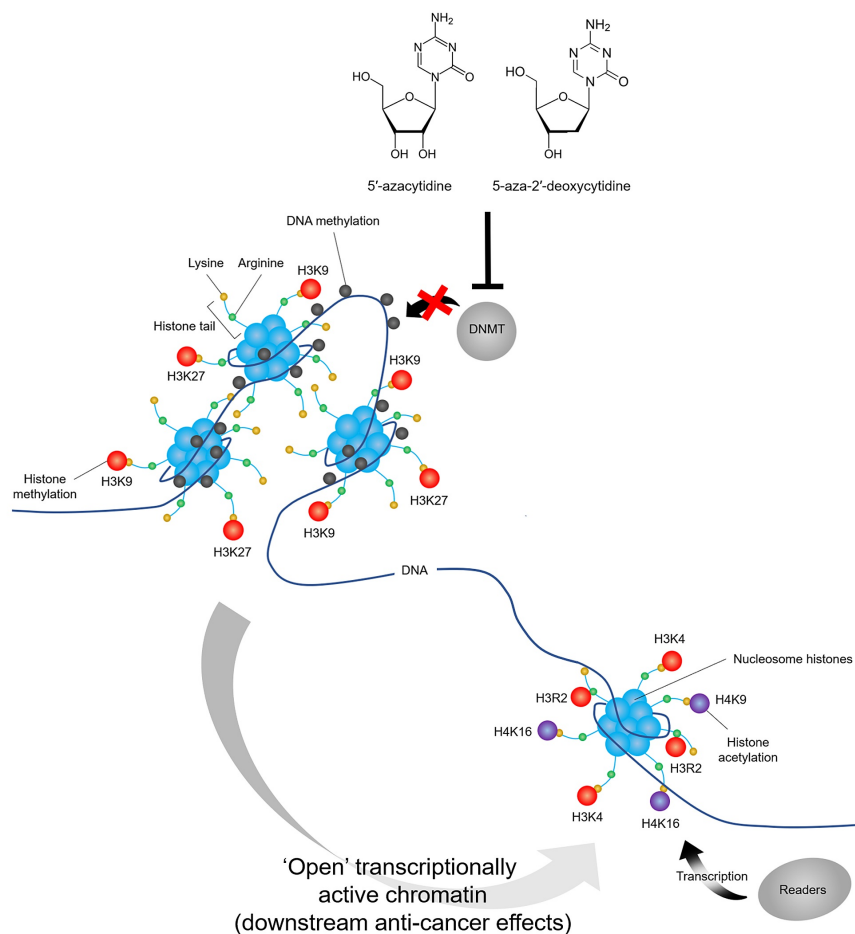 NH₂
N
N
N
O
HO
O
OH
OH
5′-azacytidine
NH₂
N
N
N
O
HO
O
OH
5-aza-2′-deoxycytidine
DNA methylation
Lysine
Arginine
H3K9
Histone tail
DNMT
H3K27
H3K9
Histone
methylation
H3K9
H3K27
H3K9
H3K27
DNA
H3K4
Nucleosome histones
H3R2
H4K9
H4K16
Histone
acetylation
H3R2
H3K4
H4K16
‘Open’ transcriptionally
active chromatin
(downstream anti-cancer effects)
Transcription
Readers